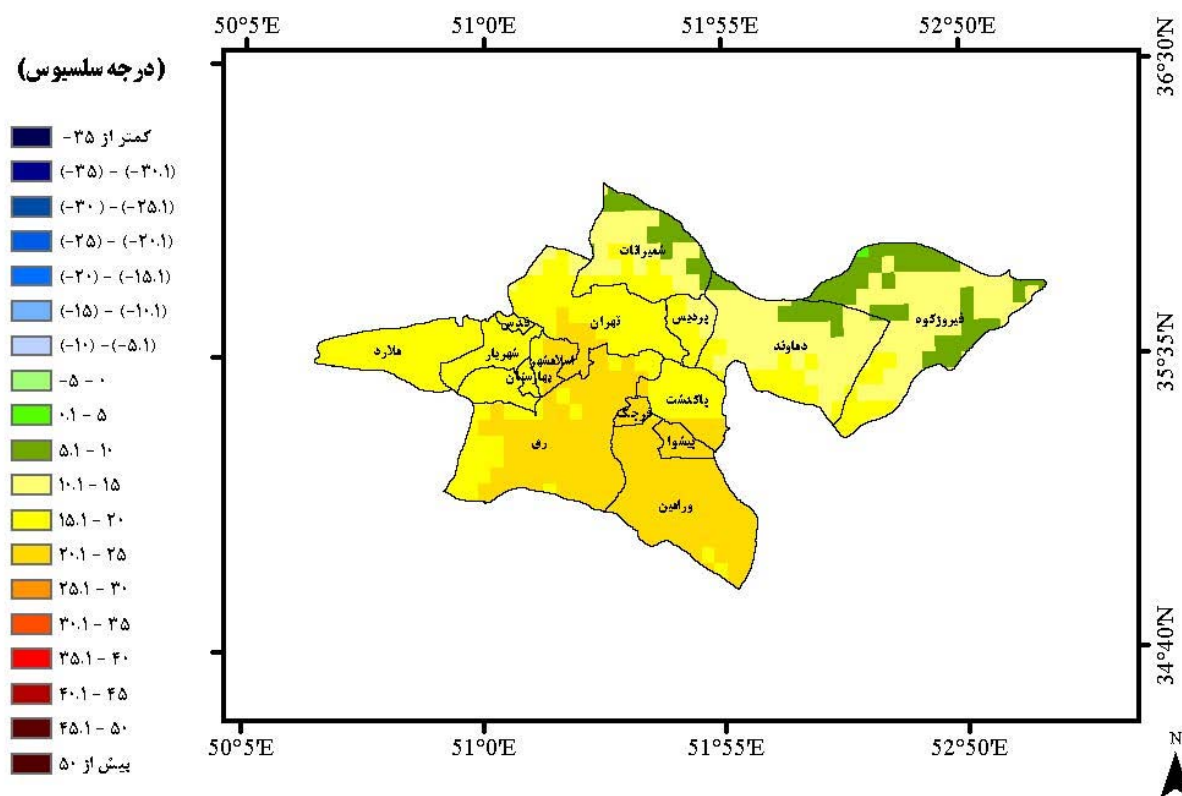 50°5'E 51°0'E 51°55'E 52°50'E
36°30'N
35°35'N
34°40'N
(درجه سلسیوس)
کمتر از ۳۵-
(-۳۵) - (-۳۰.۱)
(-۳۰) - (-۲۵.۱)
(-۲۵) - (-۲۰.۱)
(-۲۰) - (-۱۵.۱)
(-۱۵) - (-۱۰.۱)
(-۱۰) - (-۵.۱)
-۵ - ۰
۰.۱ - ۵
۵.۱ - ۱۰
۱۰.۱ - ۱۵
۱۵.۱ - ۲۰
۲۰.۱ - ۲۵
۲۵.۱ - ۳۰
۳۰.۱ - ۳۵
۳۵.۱ - ۴۰
۴۰.۱ - ۴۵
۴۵.۱ - ۵۰
بیش از ۵۰
شمیرانات
فیروزکوه
تهران
پردیس
دماوند
قدس
ملارد
شهریار
اسلامشهر
بهارستان
پاکدشت
قرچک
پیشوا
ری
ورامین
50°5'E 51°0'E 51°55'E 52°50'E
N